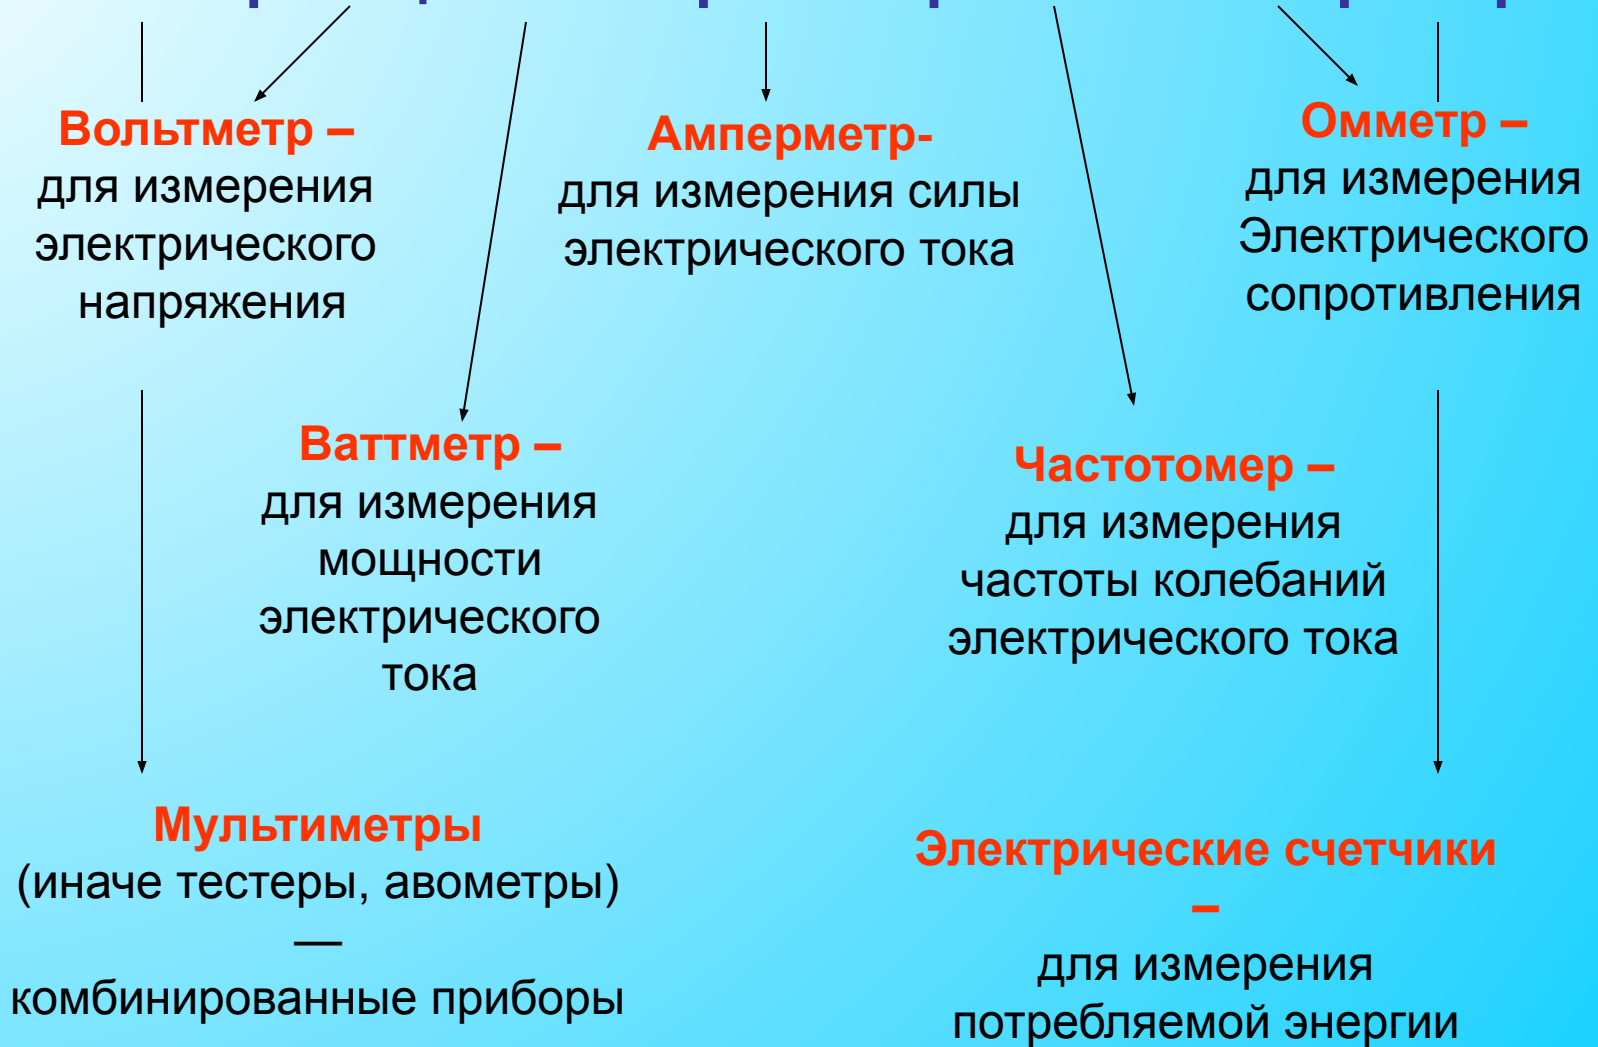 Вольтметр –
для измерения
электрического
напряжения
Амперметр-
для измерения силы
электрического тока
Омметр –
для измерения
Электрического
сопротивления
Ваттметр –
для измерения
мощности
электрического
тока
Частотомер –
для измерения
частоты колебаний
электрического тока
Мультиметры
(иначе тестеры, авометры)
—
комбинированные приборы
Электрические счетчики
–
для измерения
потребляемой энергии